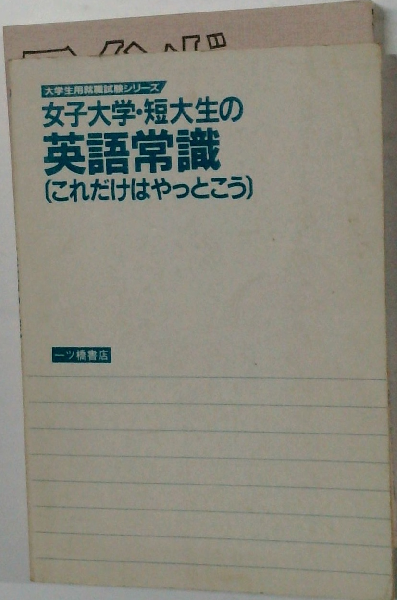 大学生用就職試験シリーズ
女子大学・短大生の
英語常識
(これだけはやっとこう)
一ツ橋書店